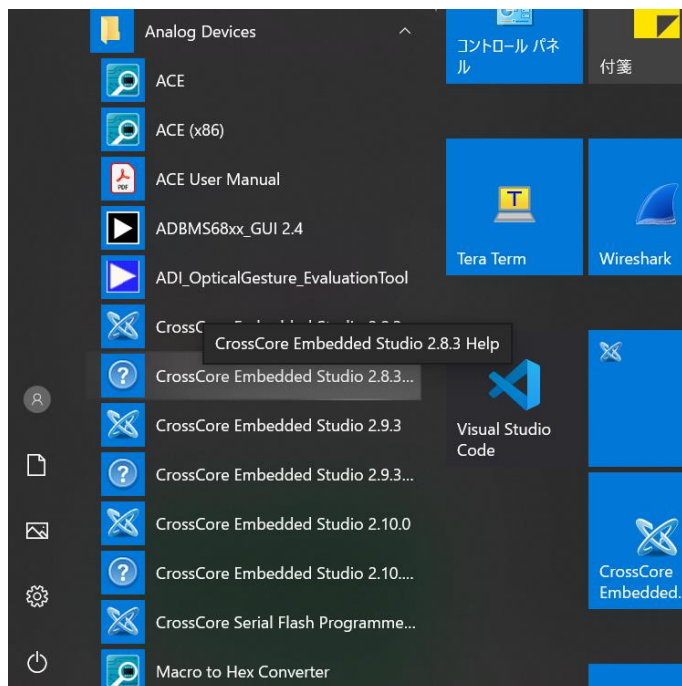 Analog Devices
ACE
ACE (x86)
PDF
ACE User Manual
ADBMS68xx_GUI 2.4
ADI_OpticalGesture_EvaluationTool
CrossCore Embedded Studio 2.8.3 Help
CrossCore Embedded Studio 2.8.3...
CrossCore Embedded Studio 2.9.3
CrossCore Embedded Studio 2.9.3...
CrossCore Embedded Studio 2.10.0
CrossCore Embedded Studio 2.10....
CrossCore Serial Flash Programme...
Macro to Hex Converter
コントロール パネ
ル
付箋
T
Tera Term
Wireshark
Visual Studio
Code
CrossCore
Embedded.